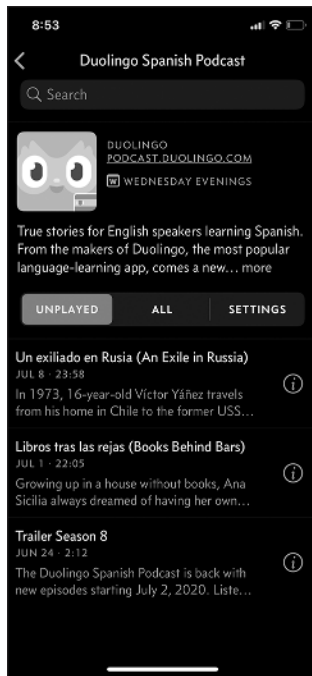 8:53
Duolingo Spanish Podcast
Search
DUOLINGO
PODCAST.DUOLINGO.COM
WEDNESDAY EVENINGS
True stories for English speakers learning Spanish.
From the makers of Duolingo, the most popular
language-learning app, comes a new... more
UNPLAYED ALL SETTINGS
Un exiliado en Rusia (An Exile in Russia)
JUL 8 · 23:58
In 1973, 16-year-old Víctor Yáñez travels
from his home in Chile to the former USS...
Libros tras las rejas (Books Behind Bars)
JUL 1 · 22:05
Growing up in a house without books, Ana
Sicilia always dreamed of having her own...
Trailer Season 8
JUN 24 · 2:12
The Duolingo Spanish Podcast is back with
new episodes starting July 2, 2020. Liste...